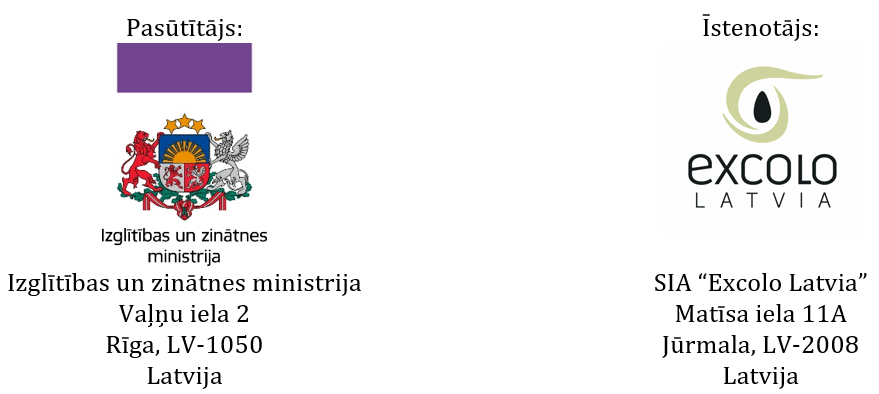 Pasūtītājs:
Izglītības un zinātnes
ministrija
Izglītības un zinātnes ministrija
Vaļņu iela 2
Rīga, LV-1050
Latvija
Īstenotājs:
excolo
LATVIA
SIA “Excolo Latvia”
Matīsa iela 11A
Jūrmala, LV-2008
Latvija